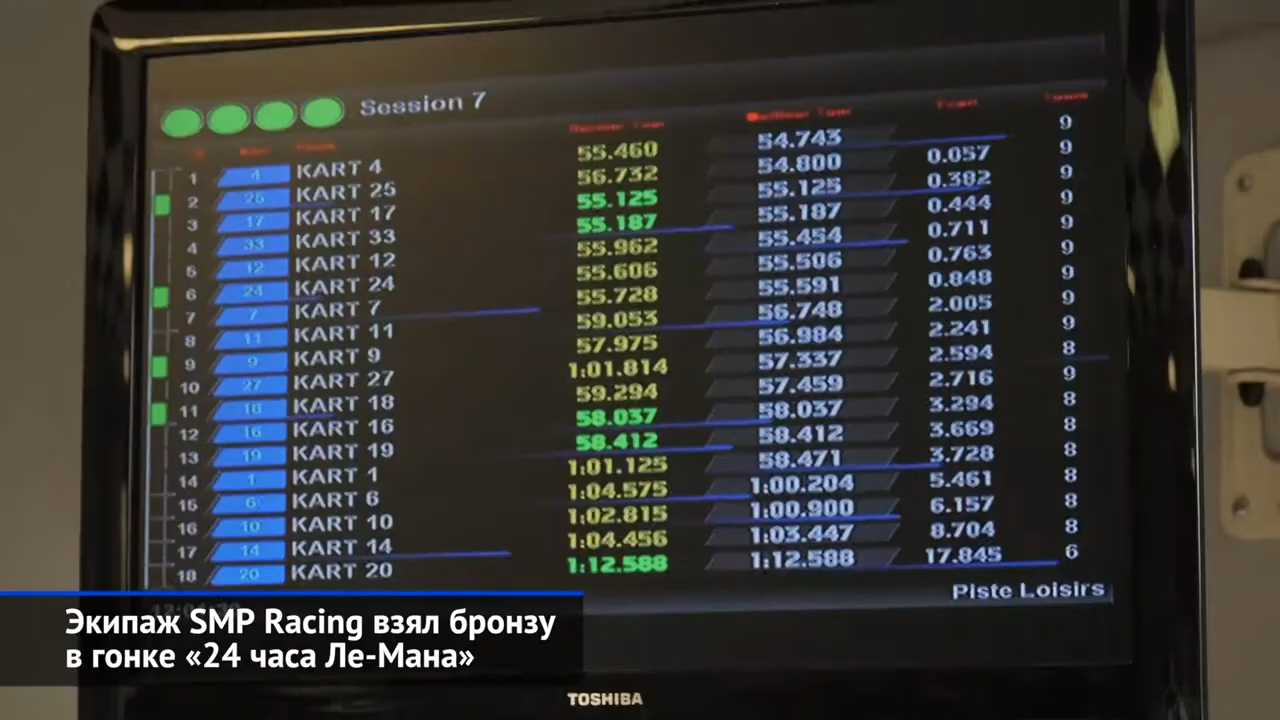 Session 7
1 4 KART 4 55.460 54.743 9
2 25 KART 25 56.732 54.800 0.057 9
3 17 KART 17 55.125 55.125 0.382 9
4 33 KART 33 55.187 55.187 0.444 9
5 12 KART 12 55.962 55.454 0.711 9
6 24 KART 24 55.606 55.506 0.763 9
7 7 KART 7 55.728 55.591 0.848 9
8 11 KART 11 59.053 56.748 2.005 9
9 9 KART 9 57.975 56.984 2.241 9
10 27 KART 27 1:01.814 57.337 2.594 8
11 18 KART 18 59.294 57.459 2.716 9
12 16 KART 16 58.037 58.037 3.294 8
13 19 KART 19 58.412 58.412 3.669 8
14 1 KART 1 1:01.125 58.471 3.728 8
15 6 KART 6 1:04.575 1:00.204 5.461 8
16 10 KART 10 1:02.815 1:00.900 6.157 8
17 14 KART 14 1:04.456 1:03.447 8.704 8
18 20 KART 20 1:12.588 1:12.588 17.845 6
Piste Loisirs
Экипаж SMP Racing взял бронзу
в гонке «24 часа Ле-Мана»
TOSHIBA